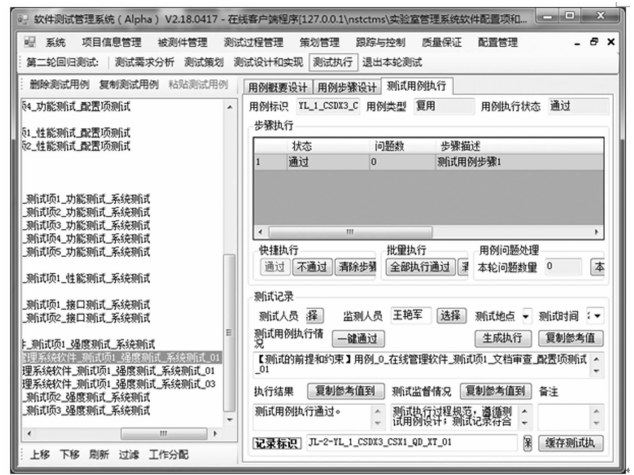 软件测试管理系统（Alpha）V2.18.0417 - 在线客户端程序[127.0.0.1\nstctms\实验室管理系统软件配置项和...
系统 项目信息管理 被测件管理 测试过程管理 策划管理 跟踪与控制 质量保证 配置管理
第二轮回归测试: 测试需求分析 测试策划 测试设计和实现 测试执行 退出本轮测试
删除测试用例 复制测试用例 粘贴测试用例
用例概要设计 用例步骤设计 测试用例执行
4_功能测试_配置项测试
1_性能测试_配置项测试
2_性能测试_配置项测试
_测试项1_功能测试_系统测试
_测试项2_功能测试_系统测试
_测试项3_功能测试_系统测试
_测试项4_功能测试_系统测试
_测试项5_功能测试_系统测试
_测试项1_性能测试_系统测试
_测试项1_接口测试_系统测试
_测试项2_接口测试_系统测试
_测试项1_强度测试_系统测试
管理系统软件_测试项1_强度测试_系统测试_01
理系统软件_测试项1_强度测试_系统测试_01
理系统软件_测试项1_强度测试_系统测试_03
_测试项2_强度测试_系统测试
_测试项3_强度测试_系统测试
上移 下移 刷新 过滤 工作分配
用例标识 YL_1_CSDX3_C 用例类型 复用 用例执行状态 通过
步骤执行
状态 问题数 步骤描述
1 通过 0 测试用例步骤1
快捷执行 批量执行 用例问题处理
通过 不通过 清除步骤 全部执行通过 本轮问题数量 0 本
测试记录
测试人员 择 监测人员 王艳军 选择 测试地点 测试时间
测试用例执行情况 一键通过 生成执行 复制参考值
【测试的前提和约束】用例_0_在线管理软件_测试项1_文档审查_配置项测试
_01
执行结果 复制参考值到 测试监督情况 复制参考值到 备注
测试用例执行通过。 测试执行过程规范，遵循测
试用例设计；测试记录符合
记录标识 JL-2-YL_1_CSDX3_CSX1_QD_XT_01 缓存测试执